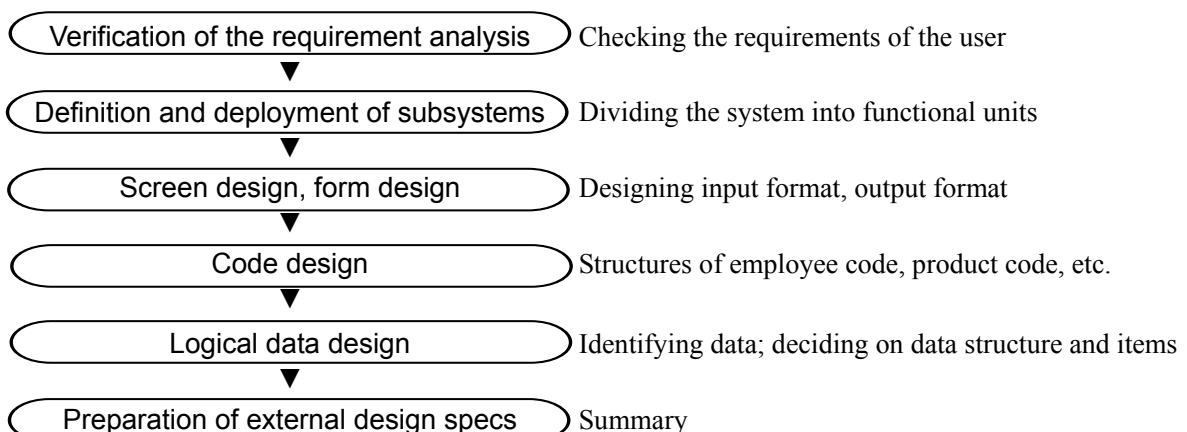 Verification of the requirement analysis Checking the requirements of the user
Definition and deployment of subsystems Dividing the system into functional units
Screen design, form design Designing input format, output format
Code design Structures of employee code, product code, etc.
Logical data design Identifying data; deciding on data structure and items
Preparation of external design specs Summary